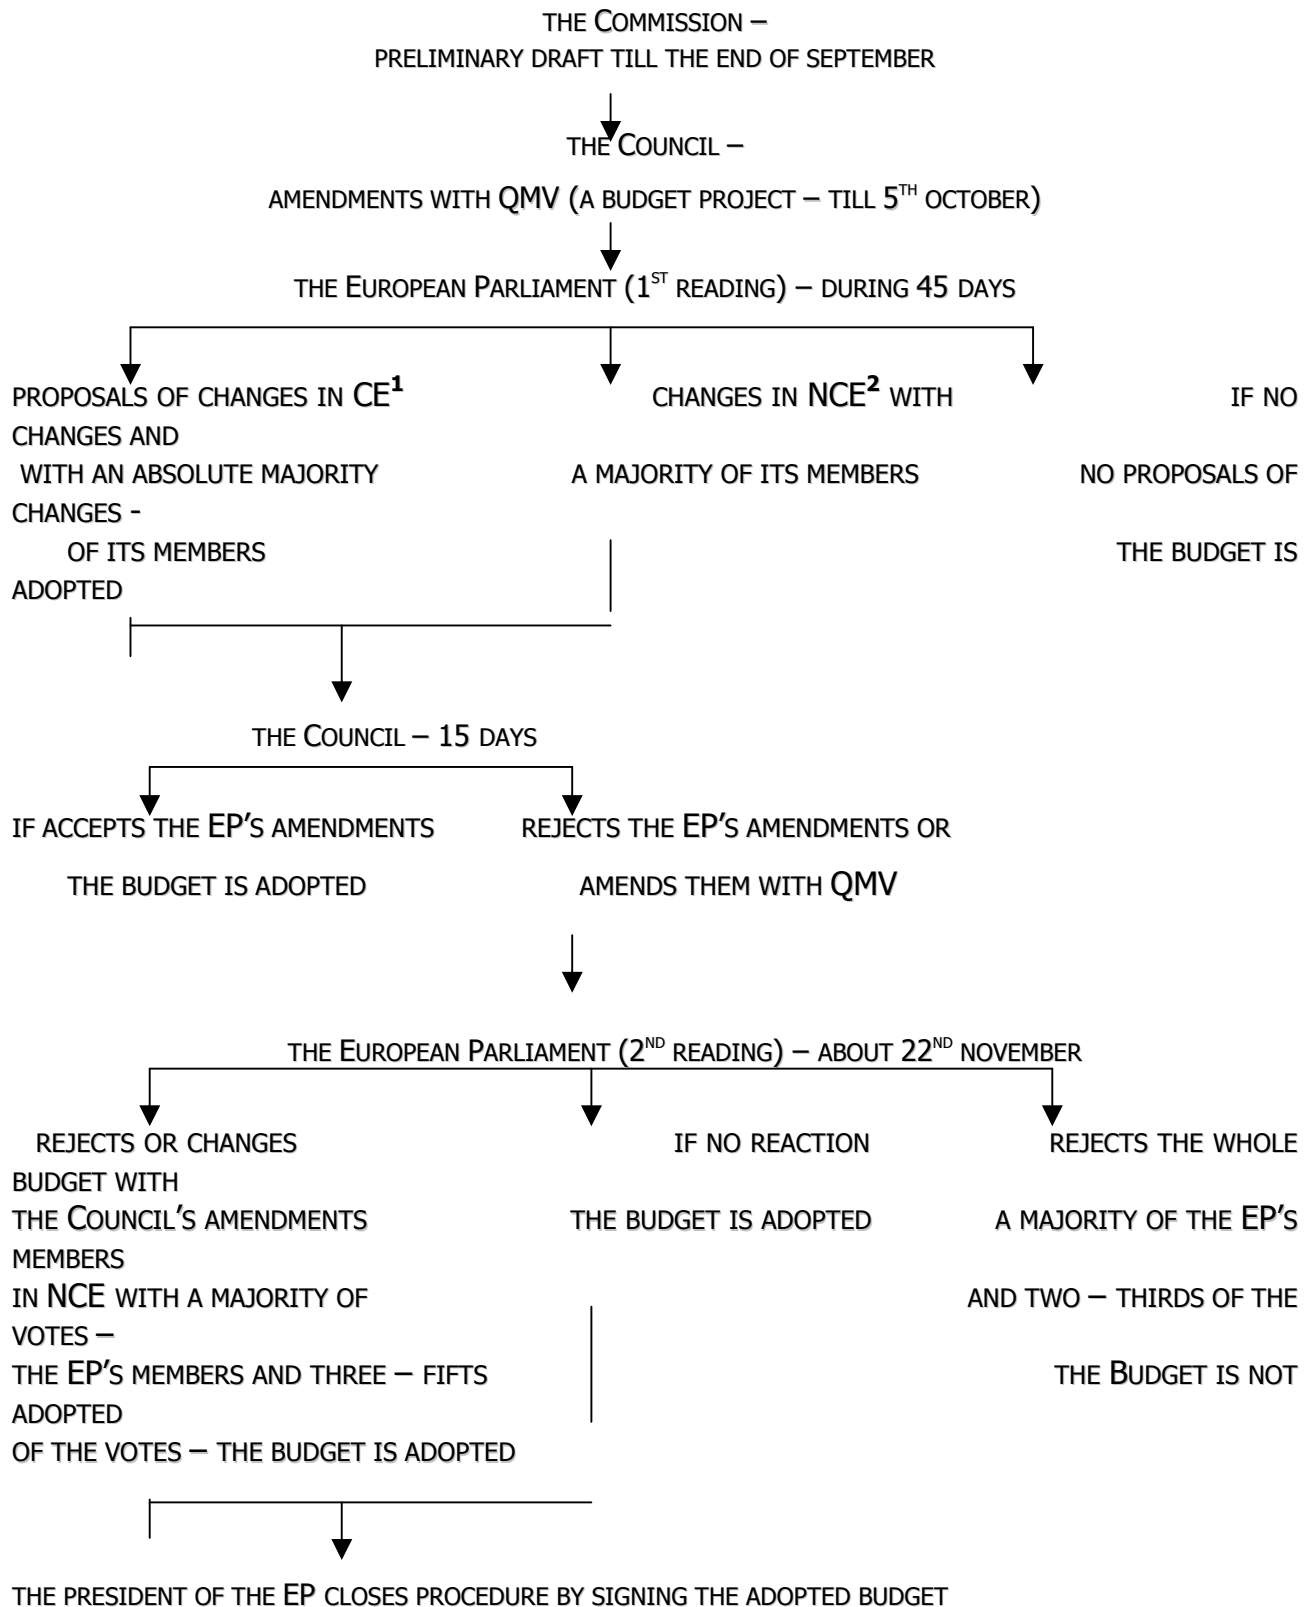 THE COMMISSION –
PRELIMINARY DRAFT TILL THE END OF SEPTEMBER
THE COUNCIL –
AMENDMENTS WITH QMV (A BUDGET PROJECT – TILL 5TH OCTOBER)
THE EUROPEAN PARLIAMENT (1ST READING) – DURING 45 DAYS
PROPOSALS OF CHANGES IN CE1 CHANGES IN NCE2 WITH IF NO
CHANGES AND
WITH AN ABSOLUTE MAJORITY A MAJORITY OF ITS MEMBERS NO PROPOSALS OF
CHANGES -
OF ITS MEMBERS THE BUDGET IS
ADOPTED
THE COUNCIL – 15 DAYS
IF ACCEPTS THE EP'S AMENDMENTS REJECTS THE EP'S AMENDMENTS OR
THE BUDGET IS ADOPTED AMENDS THEM WITH QMV
THE EUROPEAN PARLIAMENT (2ND READING) – ABOUT 22ND NOVEMBER
REJECTS OR CHANGES IF NO REACTION REJECTS THE WHOLE
BUDGET WITH
THE COUNCIL'S AMENDMENTS THE BUDGET IS ADOPTED A MAJORITY OF THE EP'S
MEMBERS
IN NCE WITH A MAJORITY OF AND TWO – THIRDS OF THE
VOTES –
THE EP'S MEMBERS AND THREE – FIFTS THE BUDGET IS NOT
ADOPTED
OF THE VOTES – THE BUDGET IS ADOPTED
THE PRESIDENT OF THE EP CLOSES PROCEDURE BY SIGNING THE ADOPTED BUDGET